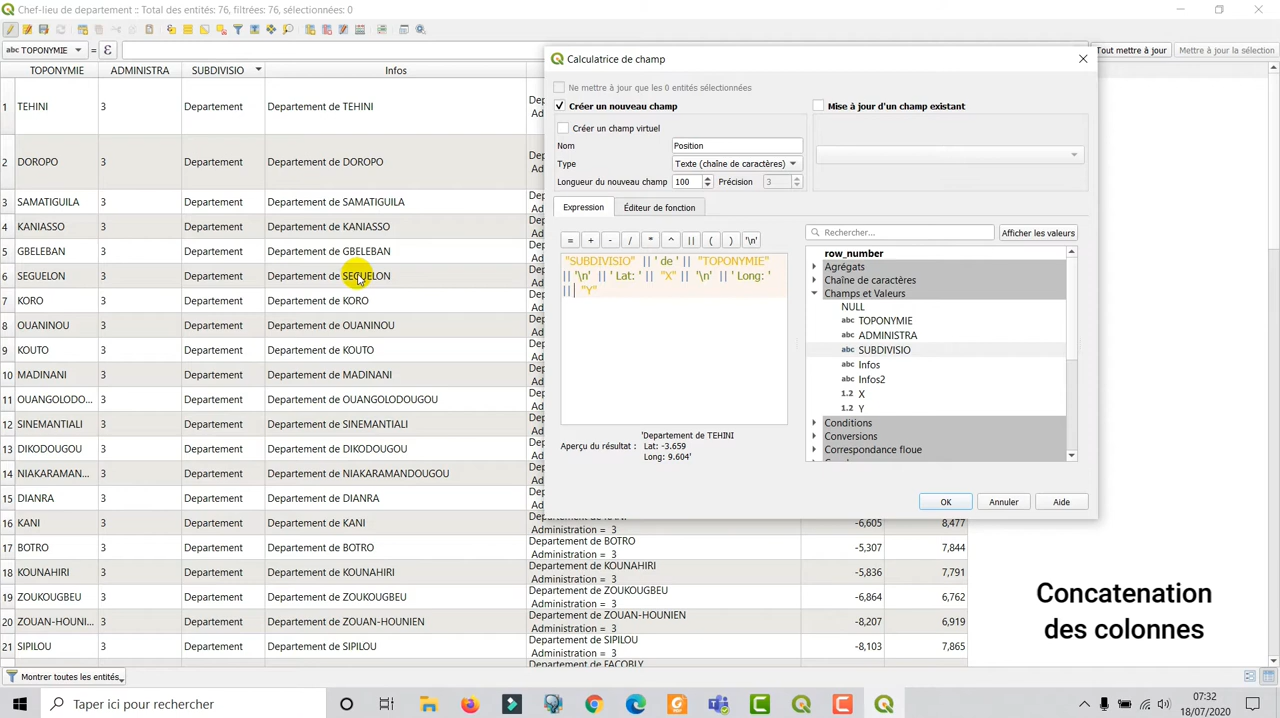 Chef-lieu de departement :: Total des entités: 76, filtrées: 76, sélectionnées: 0
abc TOPONYMIE = ε
Tout mettre à jour Mettre à jour la sélection
TOPONYMIE ADMINISTRA SUBDIVISIO Infos
1 TEHINI 3 Departement Departement de TEHINI
2 DOROPO 3 Departement Departement de DOROPO
3 SAMATIGUILA 3 Departement Departement de SAMATIGUILA
4 KANIASSO 3 Departement Departement de KANIASSO
5 GBELEBAN 3 Departement Departement de GBELEBAN
6 SEGUELON 3 Departement Departement de SEGUELON
7 KORO 3 Departement Departement de KORO
8 OUANINOU 3 Departement Departement de OUANINOU
9 KOUTO 3 Departement Departement de KOUTO
10 MADINANI 3 Departement Departement de MADINANI
11 OUANGOLODO... 3 Departement Departement de OUANGOLODOUGOU
12 SINEMANTIALI 3 Departement Departement de SINEMANTIALI
13 DIKODOUGOU 3 Departement Departement de DIKODOUGOU
14 NIAKARAMAN... 3 Departement Departement de NIAKARAMANDOUGOU
15 DIANRA 3 Departement Departement de DIANRA
16 KANI 3 Departement Departement de KANI Administration = 3 -6,605 8,477
17 BOTRO 3 Departement Departement de BOTRO Departement de BOTRO
Administration = 3 -5,307 7,844
18 KOUNAHIRI 3 Departement Departement de KOUNAHIRI Departement de KOUNAHIRI
Administration = 3 -5,836 7,791
19 ZOUKOUGBEU 3 Departement Departement de ZOUKOUGBEU Departement de ZOUKOUGBEU
Administration = 3 -6,864 6,762
20 ZOUAN-HOUNI... 3 Departement Departement de ZOUAN-HOUNIEN Departement de ZOUAN-HOUNIEN
Administration = 3 -8,207 6,919
21 SIPILOU 3 Departement Departement de SIPILOU Departement de SIPILOU
Administration = 3 -8,103 7,865
Departement de FACOBLY
Montrer toutes les entités
Calculatrice de champ
Ne mettre à jour que les 0 entités sélectionnées
Créer un nouveau champ
Mise à jour d'un champ existant
Créer un champ virtuel
Nom Position
Type Texte (chaîne de caractères)
Longueur du nouveau champ 100 Précision 3
Expression Éditeur de fonction
= + - / * ^ || ( ) '\n'
"SUBDIVISIO" || ' de ' || "TOPONYMIE"
|| '\n' || ' Lat: ' || "X" || '\n' || ' Long: '
|| "Y"
Rechercher... Afficher les valeurs
row_number
Agrégats
Chaîne de caractères
Champs et Valeurs
NULL
abc TOPONYMIE
abc ADMINISTRA
abc SUBDIVISIO
abc Infos
abc Infos2
1.2 X
1.2 Y
Conditions
Conversions
Correspondance floue
Aperçu du résultat : 'Departement de TEHINI
Lat: -3.659
Long: 9.604'
OK Annuler Aide
Concatenation
des colonnes
Taper ici pour rechercher
07:32
18/07/2020